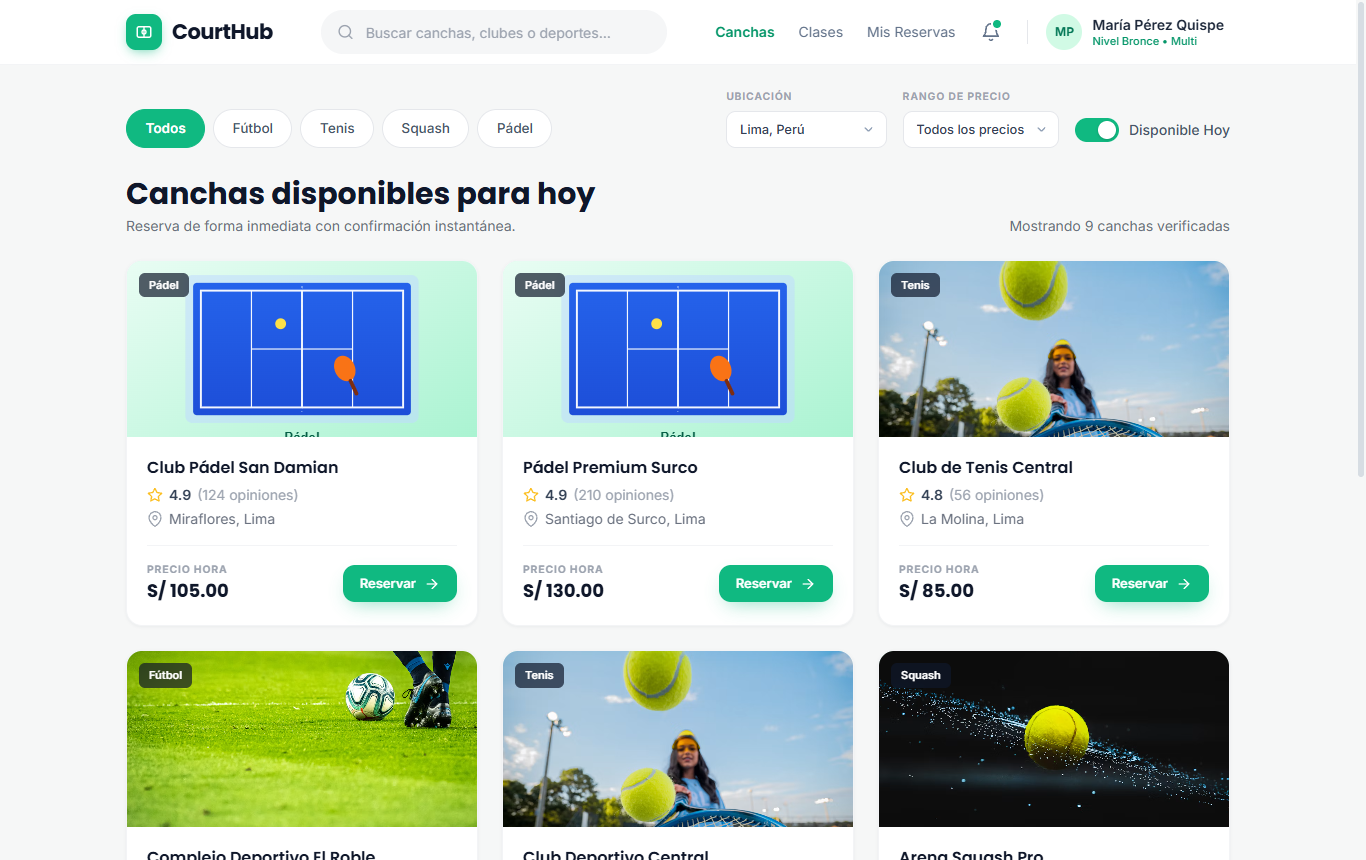 CourtHub
Buscar canchas, clubes o deportes...
Canchas
Clases
Mis Reservas
MP
María Pérez Quispe
Nivel Bronce • Multi
Todos
Fútbol
Tenis
Squash
Pádel
UBICACIÓN
Lima, Perú
RANGO DE PRECIO
Todos los precios
Disponible Hoy
Canchas disponibles para hoy
Reserva de forma inmediata con confirmación instantánea.
Mostrando 9 canchas verificadas
Pádel
Pádel
Club Pádel San Damian
4.9 (124 opiniones)
Miraflores, Lima
PRECIO HORA
S/ 105.00
Reservar
Pádel
Pádel
Pádel Premium Surco
4.9 (210 opiniones)
Santiago de Surco, Lima
PRECIO HORA
S/ 130.00
Reservar
Tenis
Club de Tenis Central
4.8 (56 opiniones)
La Molina, Lima
PRECIO HORA
S/ 85.00
Reservar
Fútbol
Complejo Deportivo El Roble
Tenis
Club Deportivo Central
Squash
Arena Squash Pro